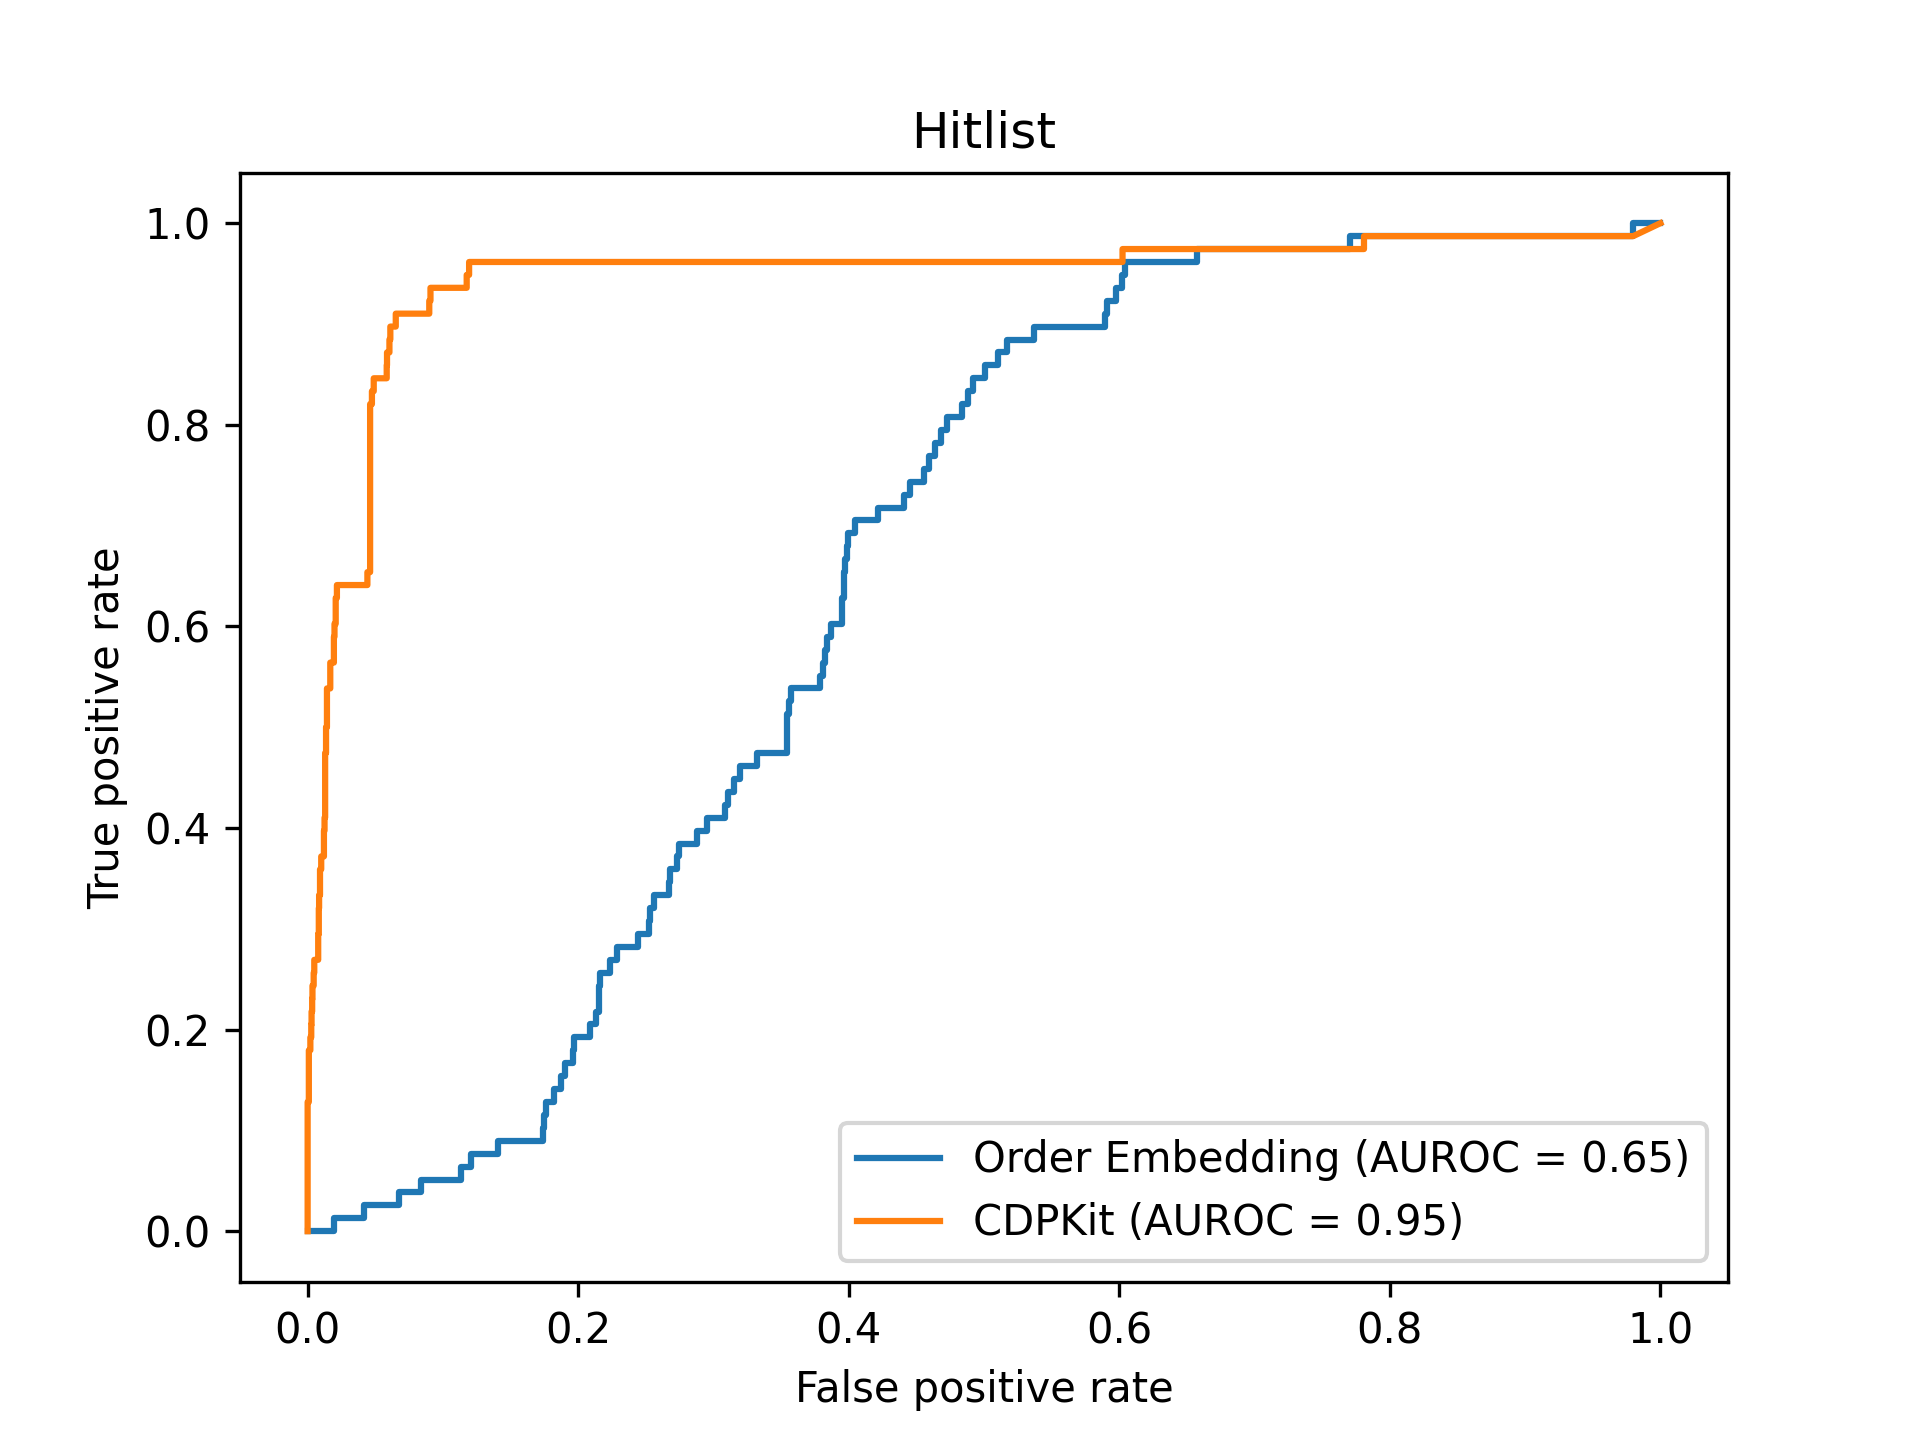 Hitlist
1.0
0.8
0.6
0.4
0.2
0.0
True positive rate
Order Embedding (AUROC = 0.65)
CDPKit (AUROC = 0.95)
0.0 0.2 0.4 0.6 0.8 1.0
False positive rate